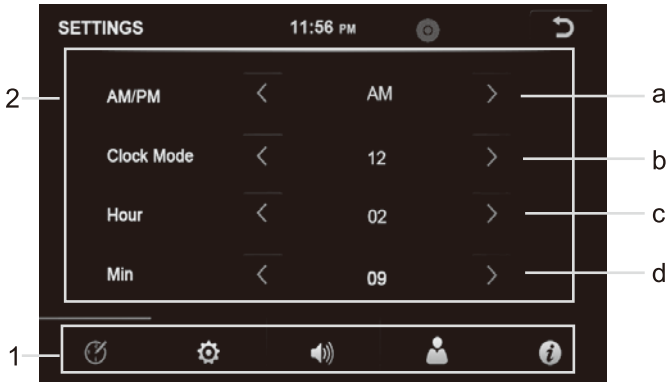 SETTINGS 11:56 PM
2 AM/PM AM a
Clock Mode 12 b
Hour 02 c
Min 09 d
1 i